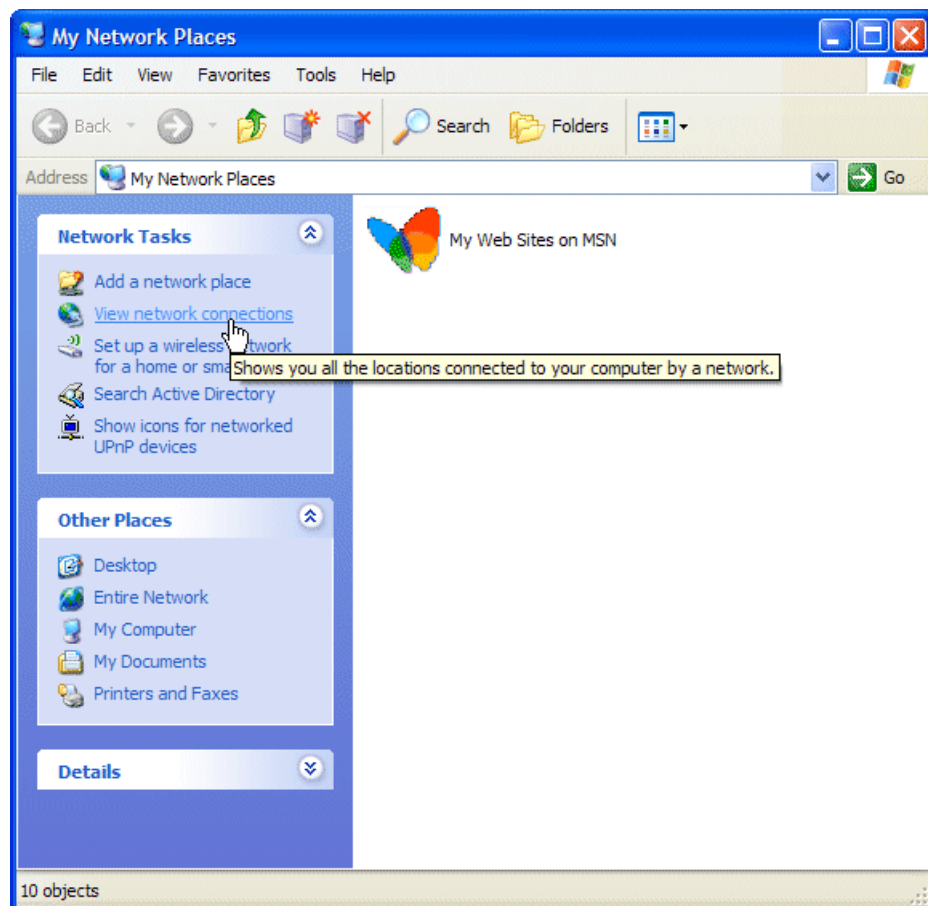 My Network Places
File Edit View Favorites Tools Help
Back Search Folders
Address My Network Places Go
Network Tasks
Add a network place
View network connections
Set up a wireless
for a home or
Shows you all the locations connected to your computer by a network.
Search Active Directory
Show icons for networked
UPnP devices
Other Places
Desktop
Entire Network
My Computer
My Documents
Printers and Faxes
Details
My Web Sites on MSN
10 objects